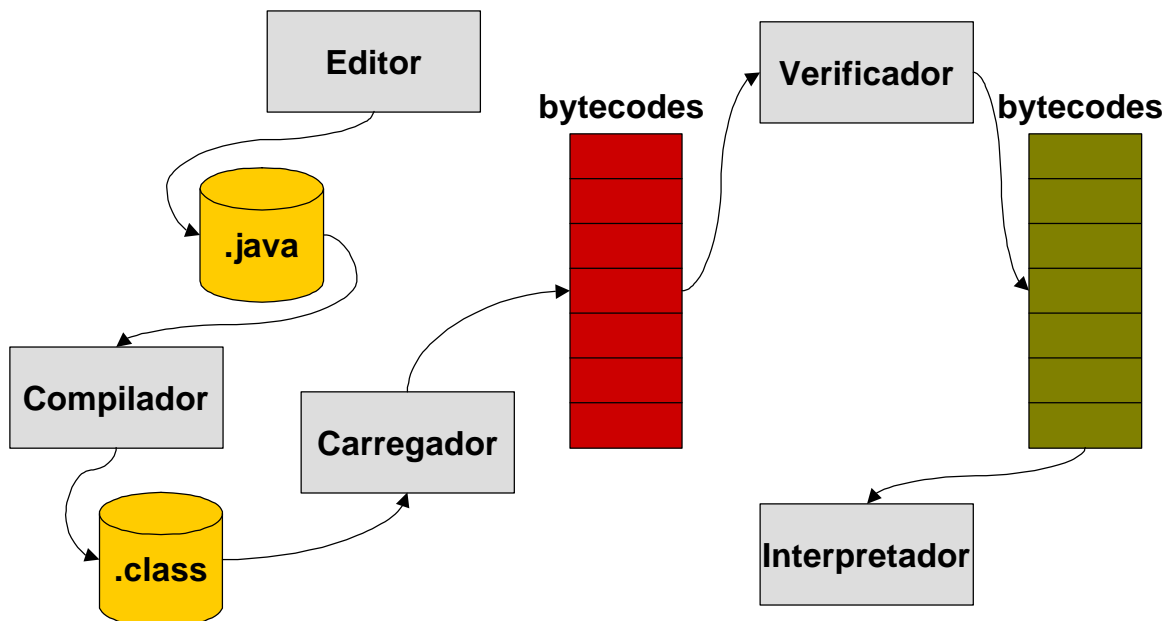 Editor
.java
Compilador
.class
Carregador
bytecodes
Verificador
bytecodes
Interpretador